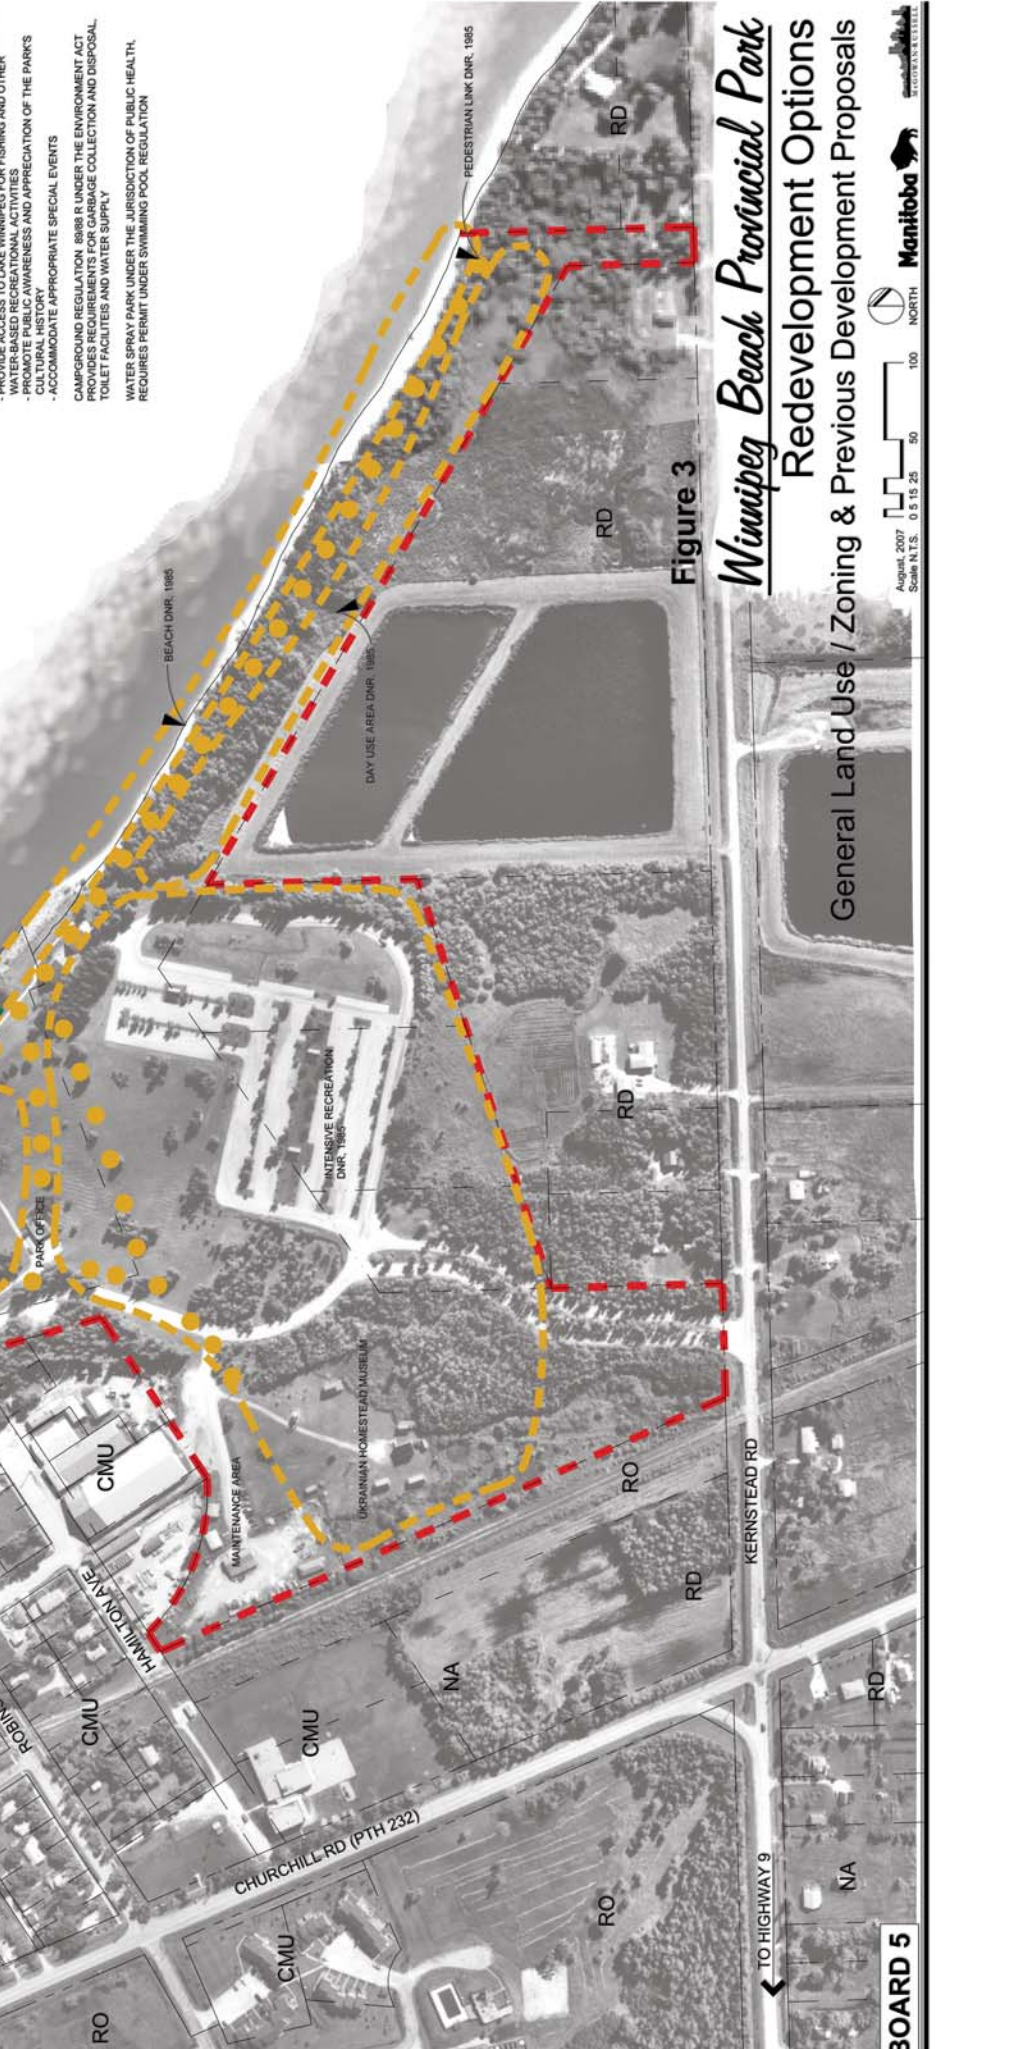 - PROVIDE ACCESS TO LAKE WINNIPEG FOR FISHING AND OTHER
WATER-BASED RECREATIONAL ACTIVITIES
- PROMOTE PUBLIC AWARENESS AND APPRECIATION OF THE PARK'S
CULTURAL HISTORY
- ACCOMMODATE APPROPRIATE SPECIAL EVENTS
CAMPGROUND REGULATION 89/88 R UNDER THE ENVIRONMENT ACT
PROVIDES REQUIREMENTS FOR GARBAGE COLLECTION AND DISPOSAL,
TOILET FACILITEIS AND WATER SUPPLY
WATER SPRAY PARK UNDER THE JURISDICTION OF PUBLIC HEALTH,
REQUIRES PERMIT UNDER SWIMMING POOL REGULATION
PEDESTRIAN LINK DNR, 1985
BEACH DNR, 1985
DAY USE AREA DNR, 1985
PARK OFFICE
INTENSIVE RECREATION
DNR, 1985
UKRAINIAN HOMESTEAD MUSEUM
MAINTENANCE AREA
HAMILTON AVE
ROBINS
CHURCHILL RD (PTH 232)
KERNSTEAD RD
TO HIGHWAY 9
RD
RD
RD
RD
RD
RO
RO
RO
NA
NA
CMU
CMU
CMU
CMU
Figure 3
Winnipeg Beach Provincial Park
Redevelopment Options
General Land Use / Zoning & Previous Development Proposals
August, 2007
Scale N.T.S.
0 5 15 25 50 100
NORTH
Manitoba
McGOWAN·RUSSELL
BOARD 5